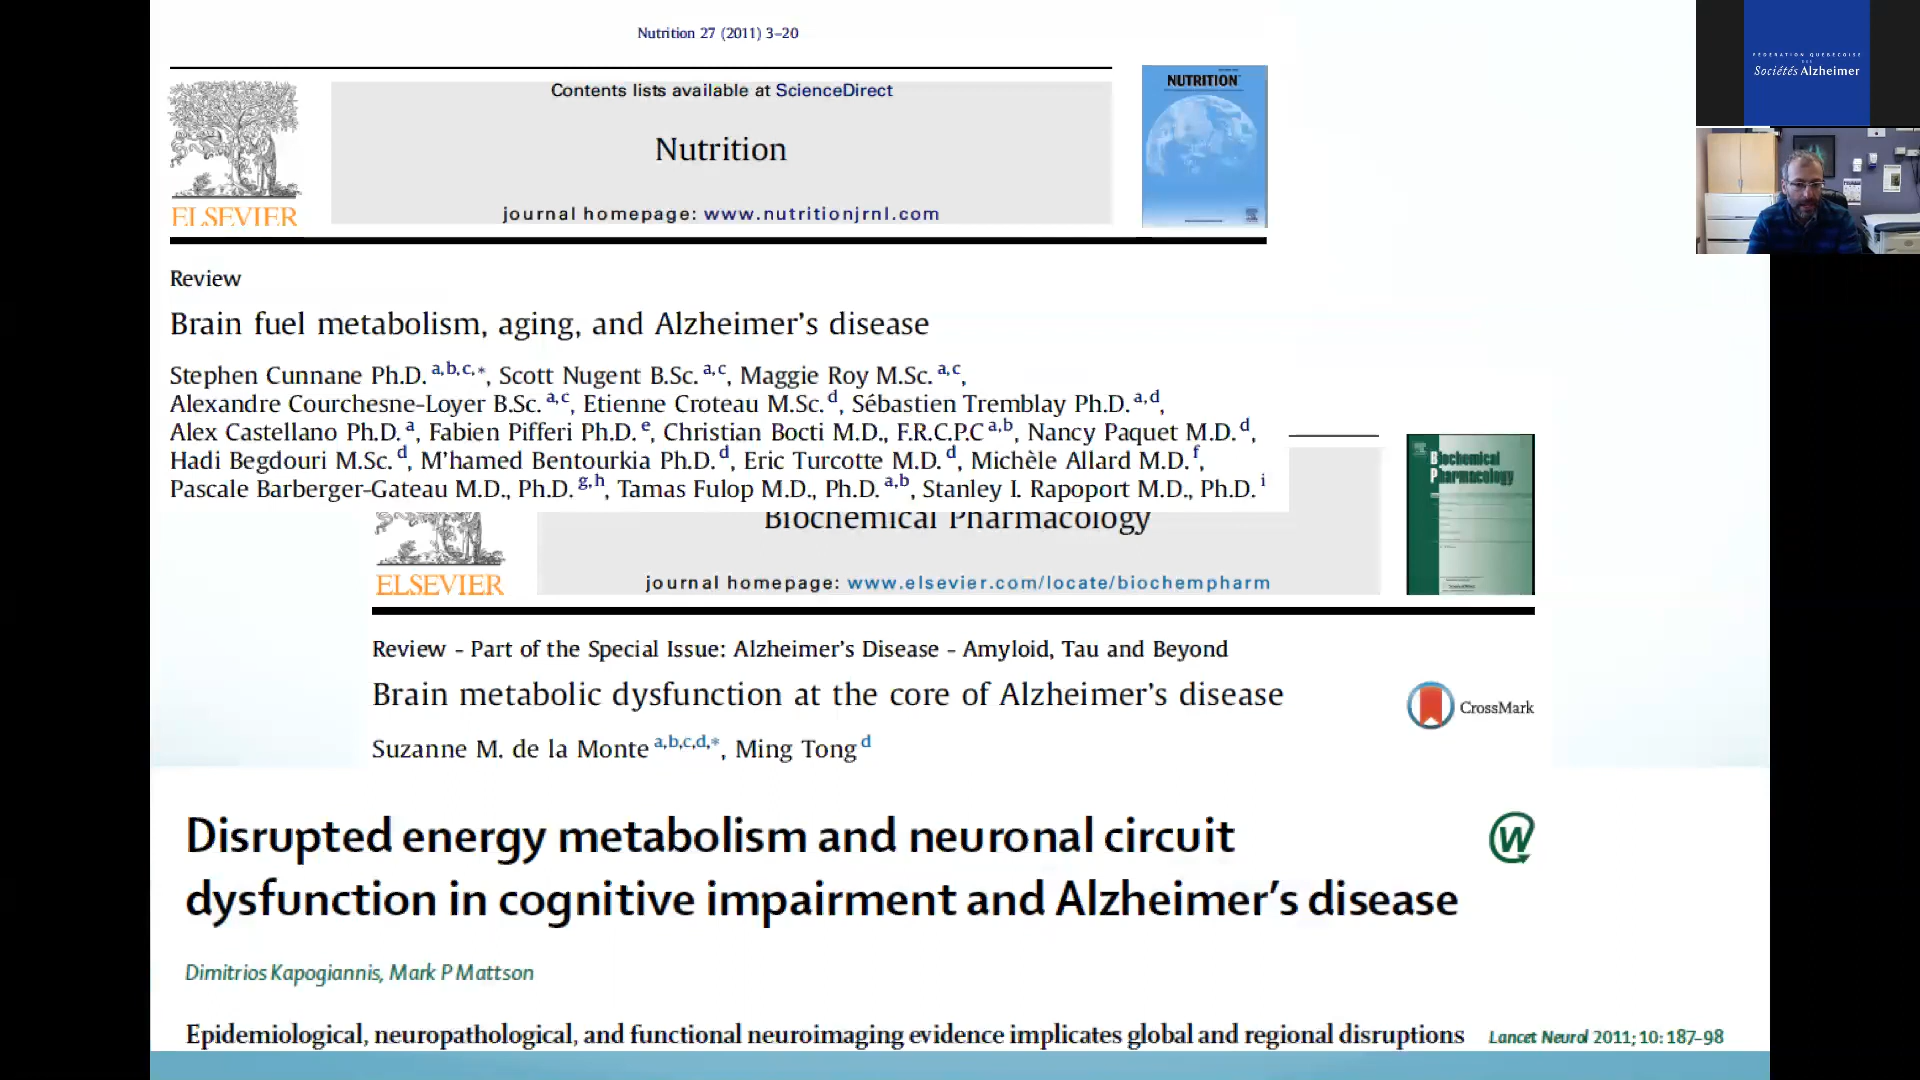 Nutrition 27 (2011) 3–20
Contents lists available at ScienceDirect
Nutrition
journal homepage: www.nutritionjrnl.com
ELSEVIER
NUTRITION
Review
Brain fuel metabolism, aging, and Alzheimer's disease
Stephen Cunnane Ph.D. a,b,c,*, Scott Nugent B.Sc. a,c, Maggie Roy M.Sc. a,c,
Alexandre Courchesne-Loyer B.Sc. a,c, Etienne Croteau M.Sc. d, Sébastien Tremblay Ph.D. a,d,
Alex Castellano Ph.D. a, Fabien Pifferi Ph.D. e, Christian Bocti M.D., F.R.C.P.C a,b, Nancy Paquet M.D. d,
Hadi Begdouri M.Sc. d, M'hamed Bentourkia Ph.D. d, Eric Turcotte M.D. d, Michèle Allard M.D. f,
Pascale Barberger-Gateau M.D., Ph.D. g,h, Tamas Fulop M.D., Ph.D. a,b, Stanley I. Rapoport M.D., Ph.D. i
Biochemical Pharmacology
journal homepage: www.elsevier.com/locate/biochempharm
ELSEVIER
Biochemical
Pharmacology
Review - Part of the Special Issue: Alzheimer's Disease - Amyloid, Tau and Beyond
Brain metabolic dysfunction at the core of Alzheimer's disease
CrossMark
Suzanne M. de la Monte a,b,c,d,*, Ming Tong d
Disrupted energy metabolism and neuronal circuit
dysfunction in cognitive impairment and Alzheimer's disease
W
Dimitrios Kapogiannis, Mark P Mattson
Epidemiological, neuropathological, and functional neuroimaging evidence implicates global and regional disruptions
Lancet Neurol 2011; 10: 187–98
FÉDÉRATION QUÉBÉCOISE
DES
Sociétés Alzheimer